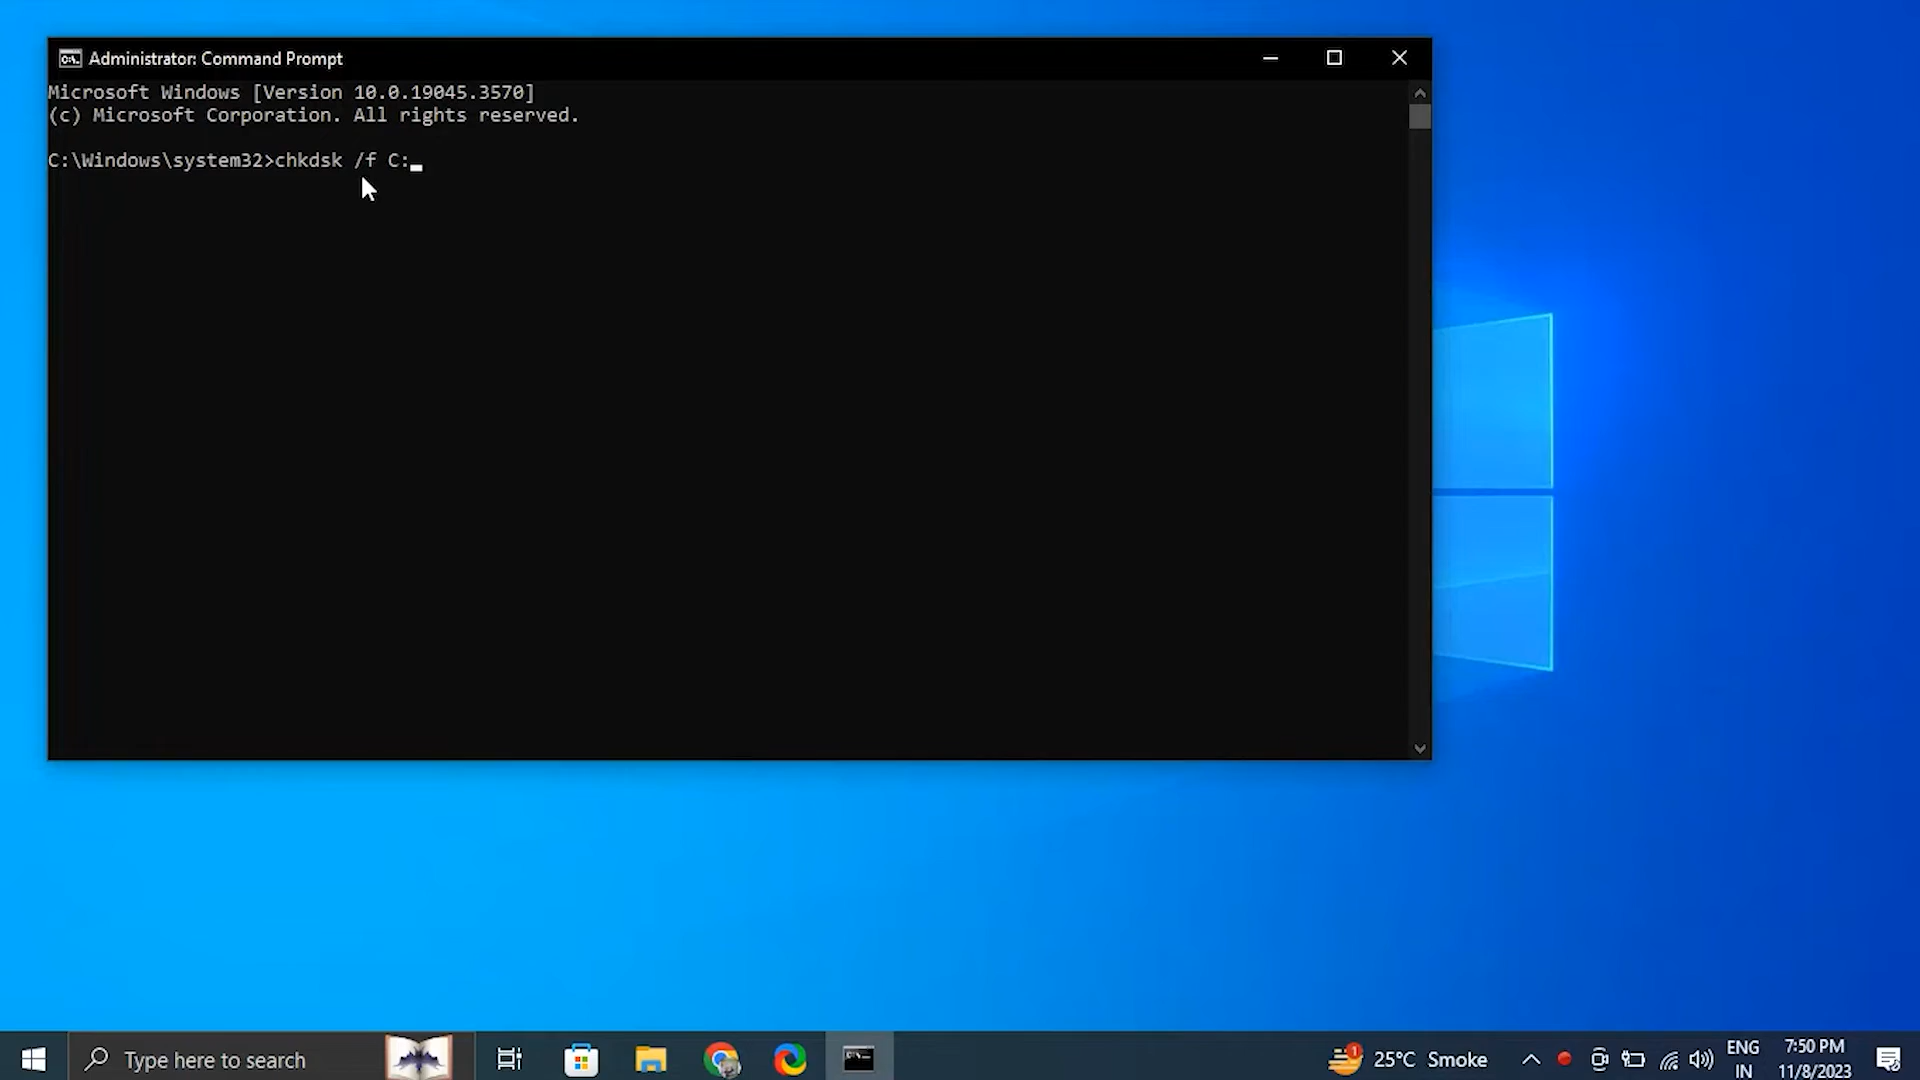 Administrator: Command Prompt
Microsoft Windows [Version 10.0.19045.3570]
(c) Microsoft Corporation. All rights reserved.
C:\Windows\system32>chkdsk /f C:
Type here to search
1
25°C Smoke
ENG
IN
7:50 PM
11/8/2023